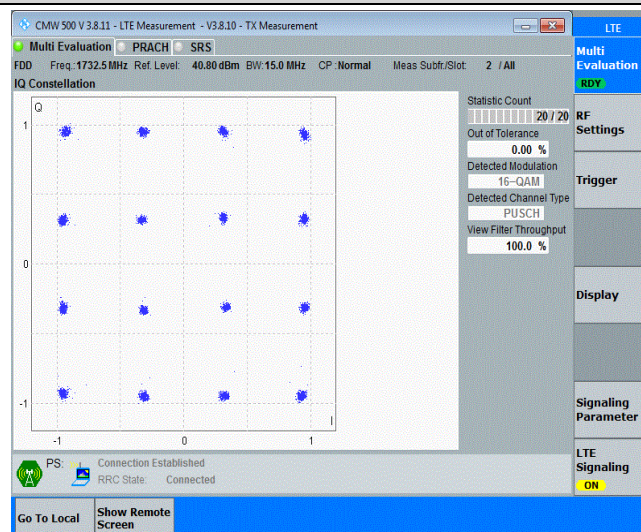 CMW 500 V 3.8.11 - LTE Measurement - V3.8.10 - TX Measurement
LTE
Multi Evaluation PRACH SRS
Multi
Evaluation
RDY
FDD Freq.:1732.5 MHz Ref. Level: 40.80 dBm BW:15.0 MHz CP :Normal Meas Subfr./Slot: 2 / All
IQ Constellation
Q
1
0
-1
-1 0 1
I
Statistic Count
20 / 20
Out of Tolerance
0.00 %
Detected Modulation
16-QAM
Detected Channel Type
PUSCH
View Filter Throughput
100.0 %
RF
Settings
Trigger
Display
Signaling
Parameter
LTE
Signaling
ON
PS: Connection Established
RRC State: Connected
Go To Local
Show Remote
Screen